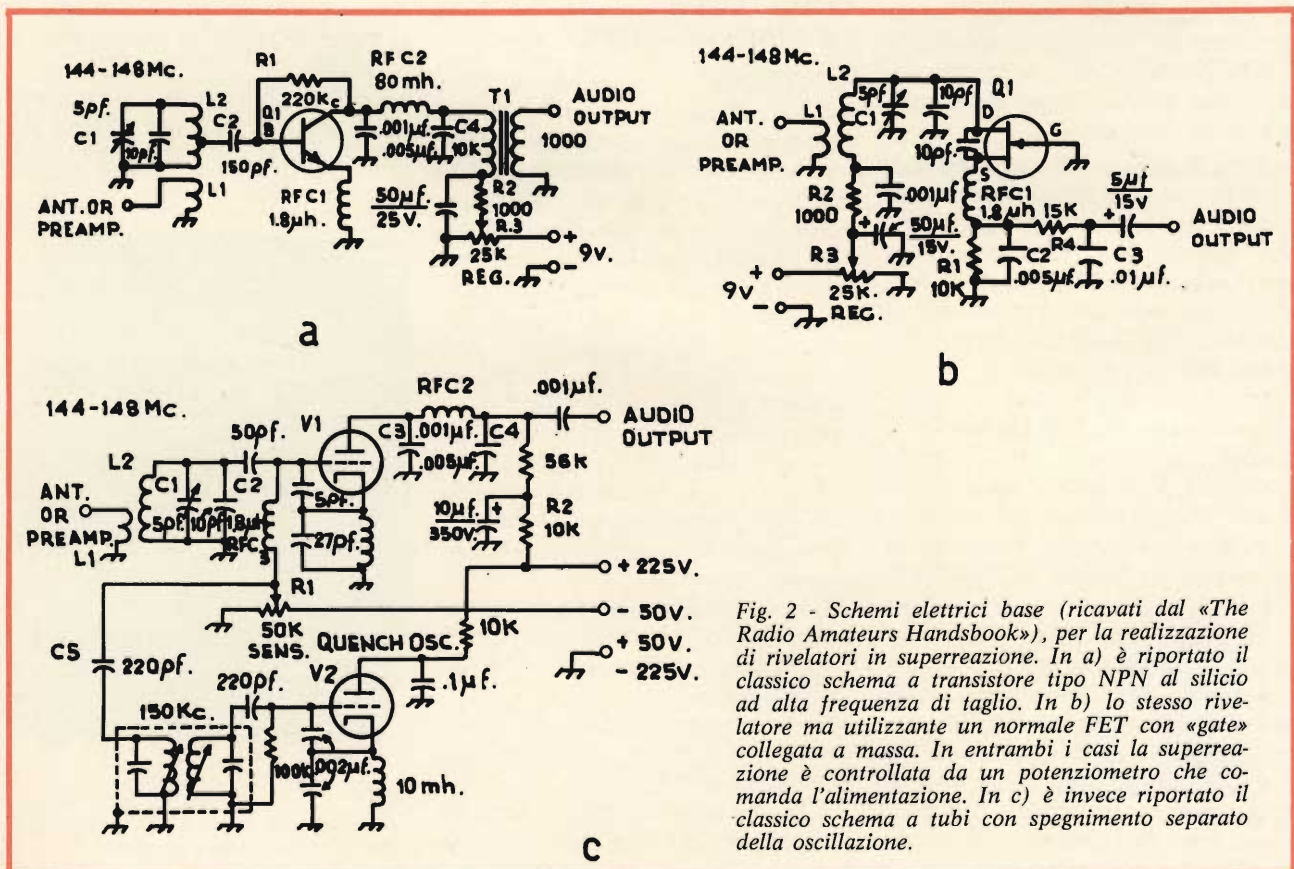 144-148 Mc.
R1
220K
RFC2
80mh.
5pf.
L2
C2
C1
10pf.
150pf.
Q1
B
C
.001µf.
.005µf.
C4
10K
T1
AUDIO
OUTPUT
1000
L1
ANT. OR
PREAMP.
RFC1
1.8µh.
50µf.
25V.
R2
1000
R.3
25K
REG.
+
9V.
-
a
144-148Mc.
L2
5pf
C1
10pf.
Q1
D
G
S
10pf.
L1
ANT.
OR
PREAMP.
R2
1000
.001µf
RFC1
1.8µh
15K
R4
5µf
15V
+
AUDIO
OUTPUT
+
50µf.
15V.
R3
R1
10K
C2
.005µf.
C3
.01µf.
9V
+
-
25K.
REG.
b
144-148Mc.
RFC2
.001µf.
AUDIO
OUTPUT
V1
50pf.
C3
.001µf.
C4
.005µf.
56K
L2
C1
C2
ANT.
OR
PREAMP.
L1
5pf.
10pf.
1.8µh
RFC
3
5pf.
27pf.
10µf.
350V.
+
R2
10K
+ 225V.
R1
- 50V.
50K
SENS.
QUENCH OSC.
10K
+ 50V.
- 225V.
C5
220pf.
220pf.
V2
.1µf.
150Kc.
100K
.002µf.
10mh.
c
Fig. 2 - Schemi elettrici base (ricavati dal «The
Radio Amateurs Handsbook»), per la realizzazione
di rivelatori in superreazione. In a) è riportato il
classico schema a transistore tipo NPN al silicio
ad alta frequenza di taglio. In b) lo stesso rive-
latore ma utilizzante un normale FET con «gate»
collegata a massa. In entrambi i casi la superrea-
zione è controllata da un potenziometro che co-
manda l'alimentazione. In c) è invece riportato il
classico schema a tubi con spegnimento separato
della oscillazione.